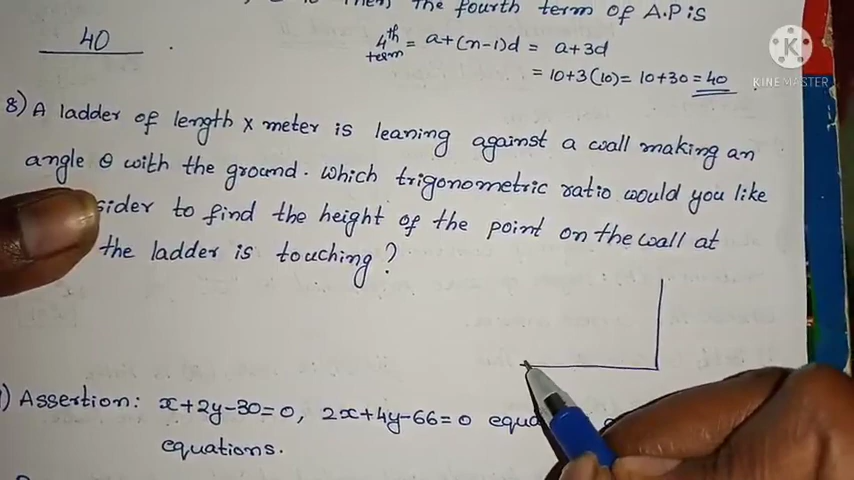 Then the fourth term of A.P is
40 .
4th term = a+(n-1)d = a+3d
= 10+3(10) = 10+30 = 40
KINEMASTER
8) A ladder of length x meter is leaning against a wall making an
angle θ with the ground. Which trigonometric ratio would you like
sider to find the height of the point on the wall at
the ladder is touching?
) Assertion: x+2y-30=0, 2x+4y-66=0 equa
equations.